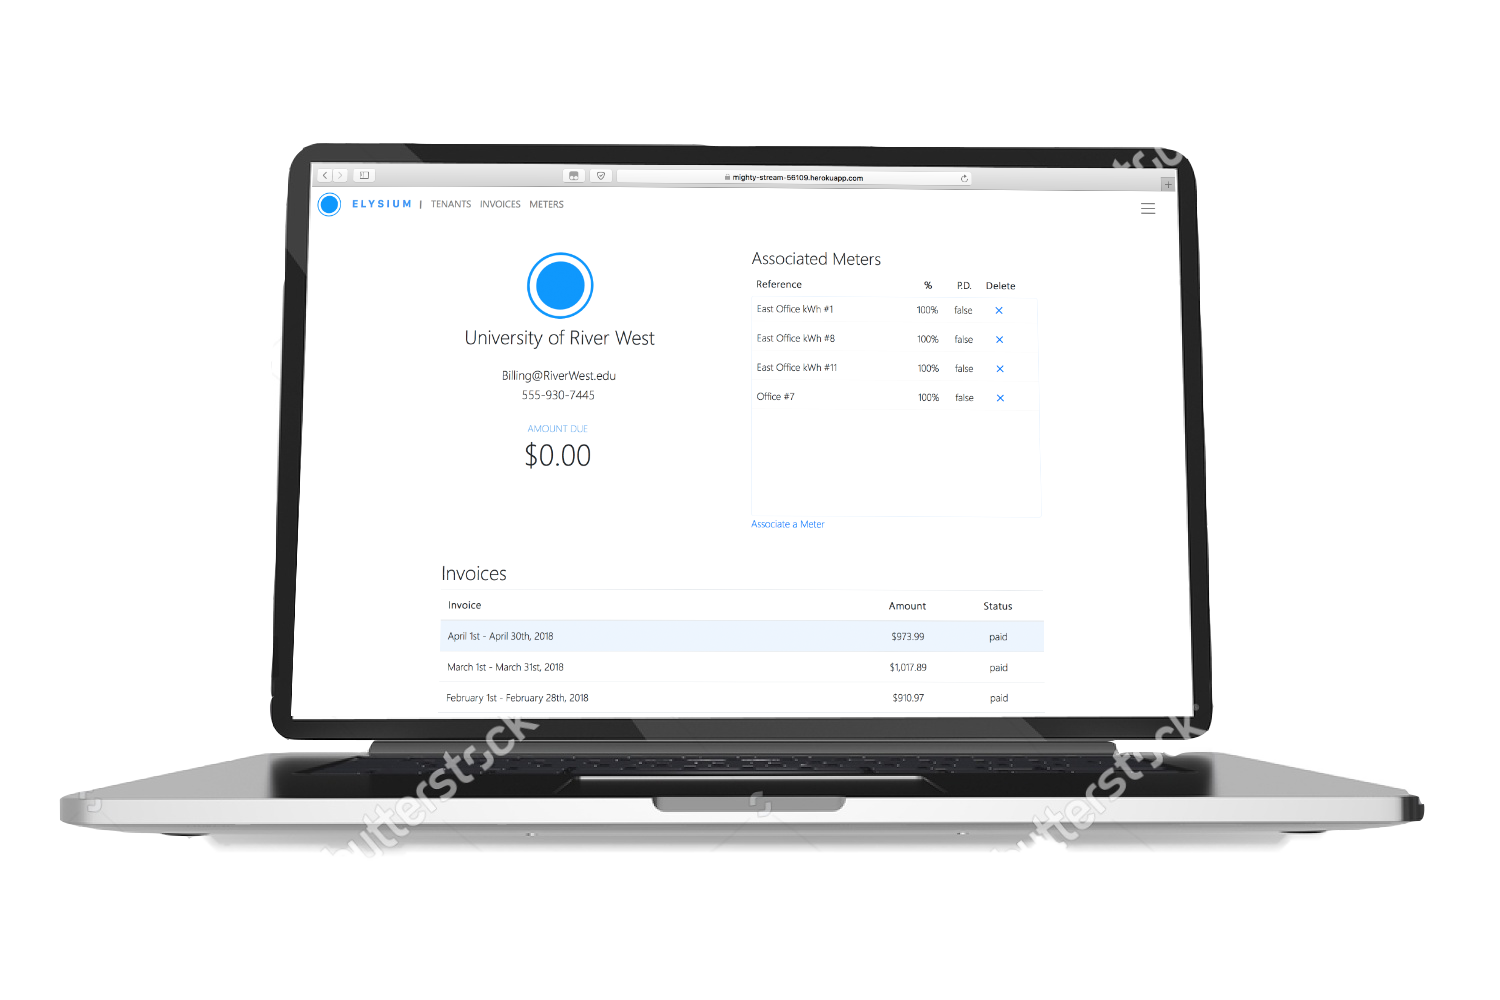 mighty-stream-56109.herokuapp.com
ELYSIUM | TENANTS INVOICES METERS
University of River West
Billing@RiverWest.edu
555-930-7445
AMOUNT DUE
$0.00
Associated Meters
Reference % P.D. Delete
East Office kWh #1 100% false ×
East Office kWh #8 100% false ×
East Office kWh #11 100% false ×
Office #7 100% false ×
Associate a Meter
Invoices
Invoice Amount Status
April 1st - April 30th, 2018 $973.99 paid
March 1st - March 31st, 2018 $1,017.89 paid
February 1st - February 28th, 2018 $910.97 paid
utterstock
utterstock